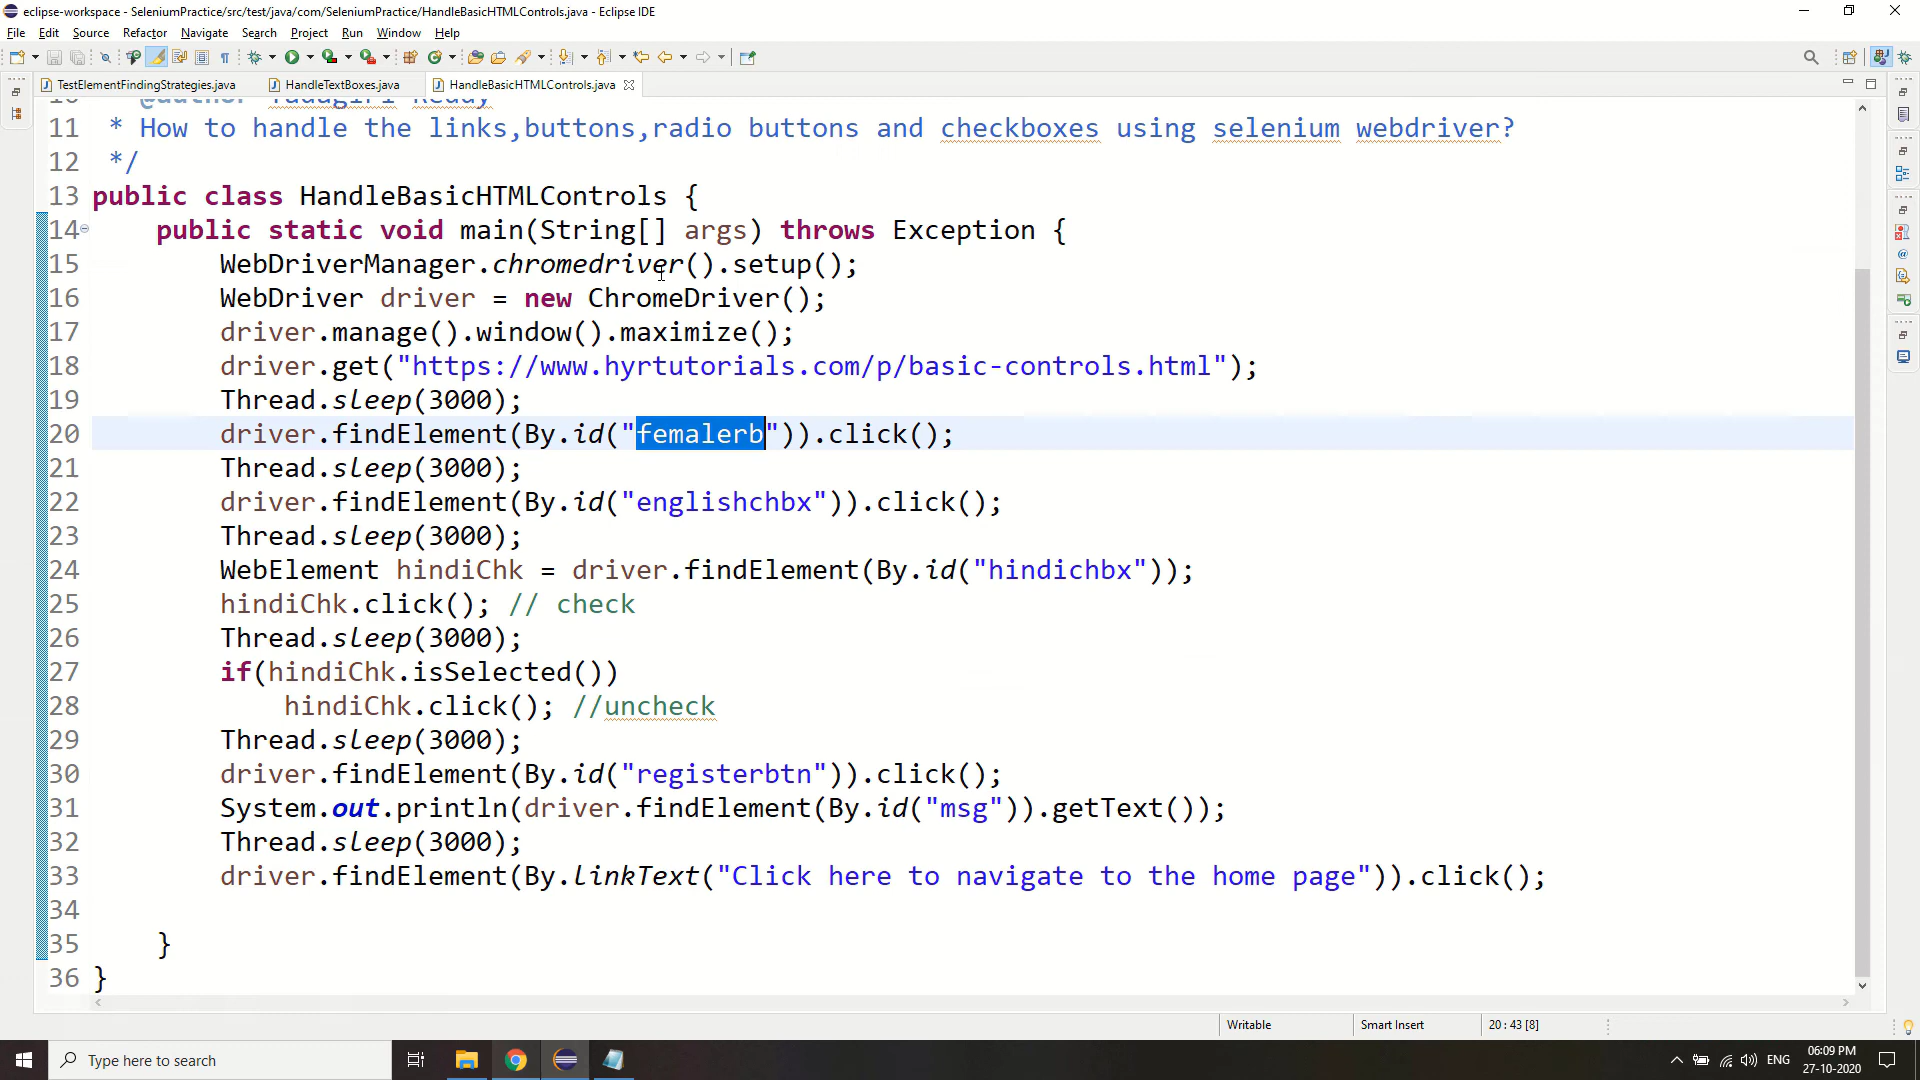 eclipse-workspace - SeleniumPractice/src/test/java/com/SeleniumPractice/HandleBasicHTMLControls.java - Eclipse IDE
File Edit Source Refactor Navigate Search Project Run Window Help
TestElementFindingStrategies.java HandleTextBoxes.java HandleBasicHTMLControls.java
11 * How to handle the links,buttons,radio buttons and checkboxes using selenium webdriver?
12 */
13 public class HandleBasicHTMLControls {
14 public static void main(String[] args) throws Exception {
15 WebDriverManager.chromedriver().setup();
16 WebDriver driver = new ChromeDriver();
17 driver.manage().window().maximize();
18 driver.get("https://www.hyrtutorials.com/p/basic-controls.html");
19 Thread.sleep(3000);
20 driver.findElement(By.id("femalerb")).click();
21 Thread.sleep(3000);
22 driver.findElement(By.id("englishchbx")).click();
23 Thread.sleep(3000);
24 WebElement hindiChk = driver.findElement(By.id("hindichbx"));
25 hindiChk.click(); // check
26 Thread.sleep(3000);
27 if(hindiChk.isSelected())
28 hindiChk.click(); //uncheck
29 Thread.sleep(3000);
30 driver.findElement(By.id("registerbtn")).click();
31 System.out.println(driver.findElement(By.id("msg")).getText());
32 Thread.sleep(3000);
33 driver.findElement(By.linkText("Click here to navigate to the home page")).click();
34
35 }
36 }
Writable Smart Insert 20 : 43 [8]
Type here to search ENG 06:09 PM
27-10-2020